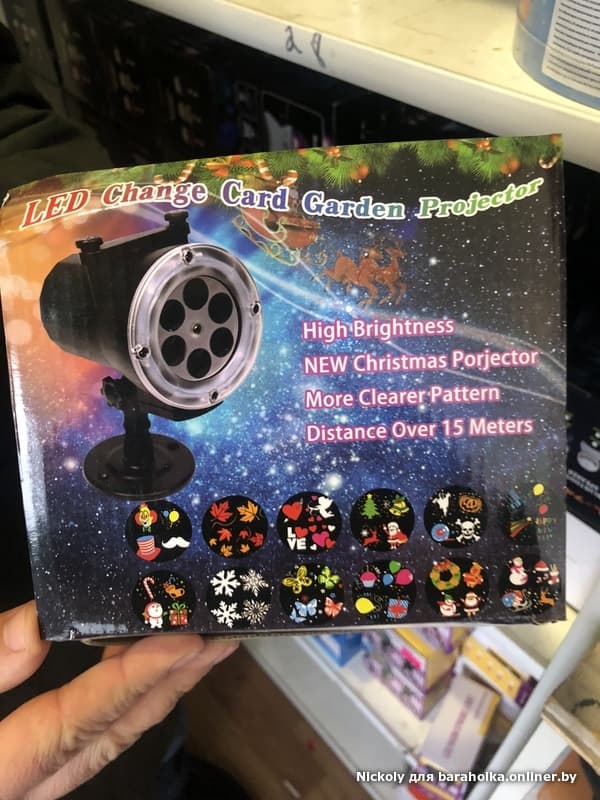 28
LED Change Card Garden Projector
High Brightness
NEW Christmas Porjector
More Clearer Pattern
Distance Over 15 Meters
LOVE
Nickoly для baraholka.onliner.by